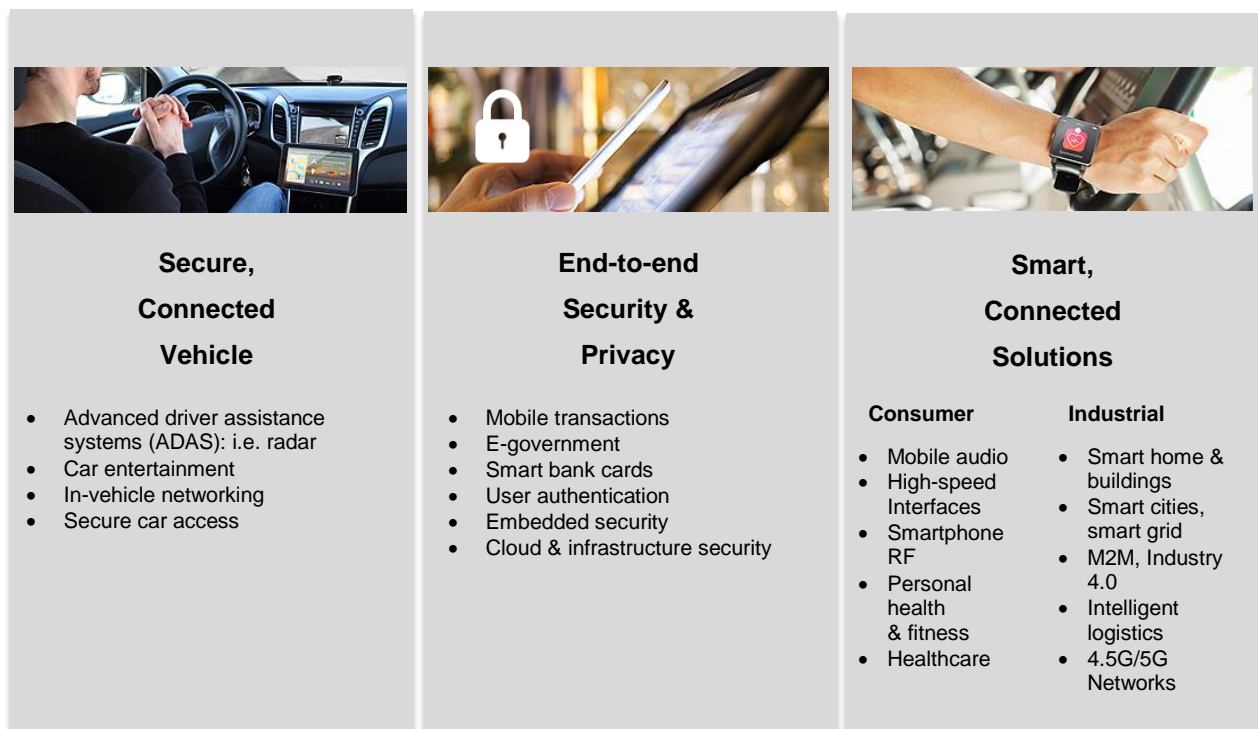 Secure,
Connected
Vehicle
• Advanced driver assistance
systems (ADAS): i.e. radar
• Car entertainment
• In-vehicle networking
• Secure car access
End-to-end
Security &
Privacy
• Mobile transactions
• E-government
• Smart bank cards
• User authentication
• Embedded security
• Cloud & infrastructure security
Smart,
Connected
Solutions
Consumer
• Mobile audio
• High-speed
Interfaces
• Smartphone
RF
• Personal
health
& fitness
• Healthcare
Industrial
• Smart home &
buildings
• Smart cities,
smart grid
• M2M, Industry
4.0
• Intelligent
logistics
• 4.5G/5G
Networks